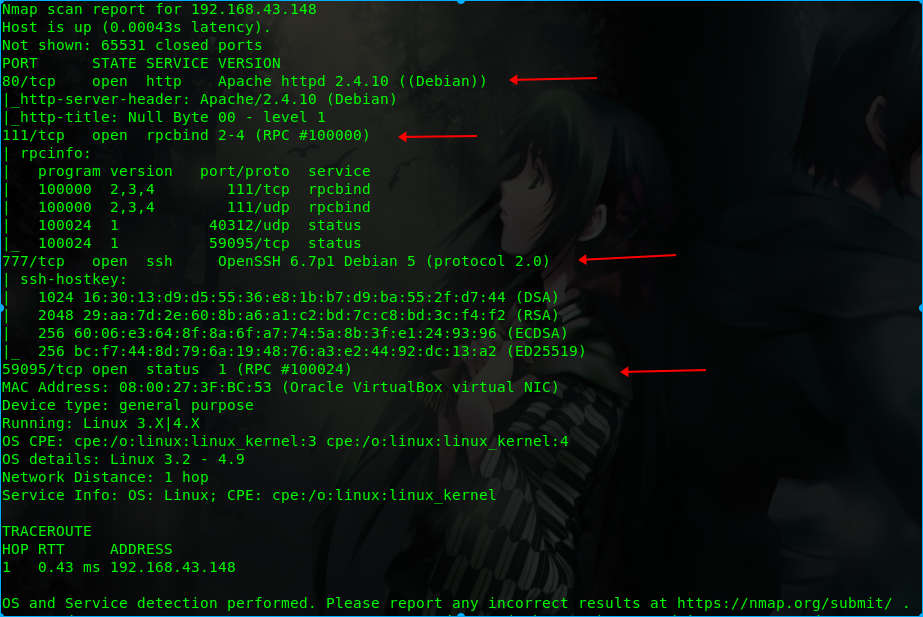 Nmap scan report for 192.168.43.148
Host is up (0.00043s latency).
Not shown: 65531 closed ports
PORT      STATE SERVICE VERSION
80/tcp    open  http    Apache httpd 2.4.10 ((Debian))
|_http-server-header: Apache/2.4.10 (Debian)
|_http-title: Null Byte 00 - level 1
111/tcp   open  rpcbind 2-4 (RPC #100000)
| rpcinfo:
|   program version   port/proto  service
|   100000  2,3,4        111/tcp  rpcbind
|   100000  2,3,4        111/udp  rpcbind
|   100024  1          40312/udp  status
|_  100024  1          59095/tcp  status
777/tcp   open  ssh     OpenSSH 6.7p1 Debian 5 (protocol 2.0)
| ssh-hostkey:
|   1024 16:30:13:d9:d5:55:36:e8:1b:b7:d9:ba:55:2f:d7:44 (DSA)
|   2048 29:aa:7d:2e:60:8b:a6:a1:c2:bd:7c:c8:bd:3c:f4:f2 (RSA)
|   256 60:06:e3:64:8f:8a:6f:a7:74:5a:8b:3f:e1:24:93:96 (ECDSA)
|_  256 bc:f7:44:8d:79:6a:19:48:76:a3:e2:44:92:dc:13:a2 (ED25519)
59095/tcp open  status  1 (RPC #100024)
MAC Address: 08:00:27:3F:BC:53 (Oracle VirtualBox virtual NIC)
Device type: general purpose
Running: Linux 3.X|4.X
OS CPE: cpe:/o:linux:linux_kernel:3 cpe:/o:linux:linux_kernel:4
OS details: Linux 3.2 - 4.9
Network Distance: 1 hop
Service Info: OS: Linux; CPE: cpe:/o:linux:linux_kernel
TRACEROUTE
HOP RTT     ADDRESS
1   0.43 ms 192.168.43.148
OS and Service detection performed. Please report any incorrect results at https://nmap.org/submit/ .